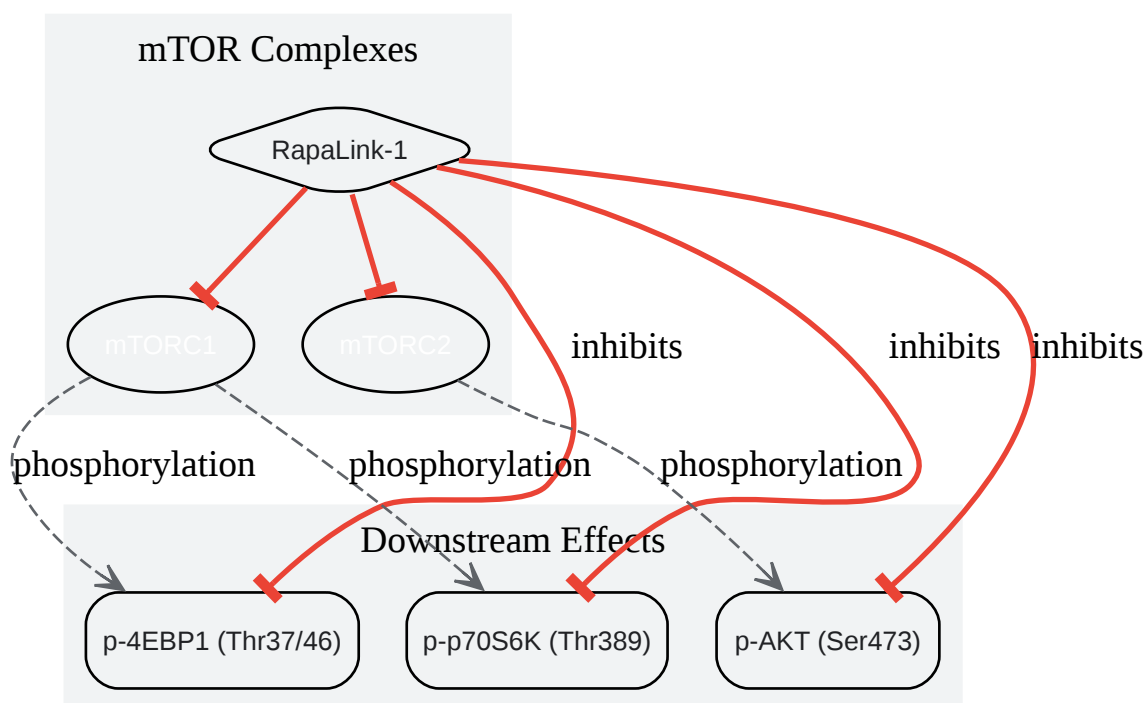 mTOR Complexes
RapaLink-1
mTORC1
mTORC2
inhibits
inhibits
inhibits
phosphorylation
phosphorylation
phosphorylation
Downstream Effects
p-4EBP1 (Thr37/46)
p-p70S6K (Thr389)
p-AKT (Ser473)